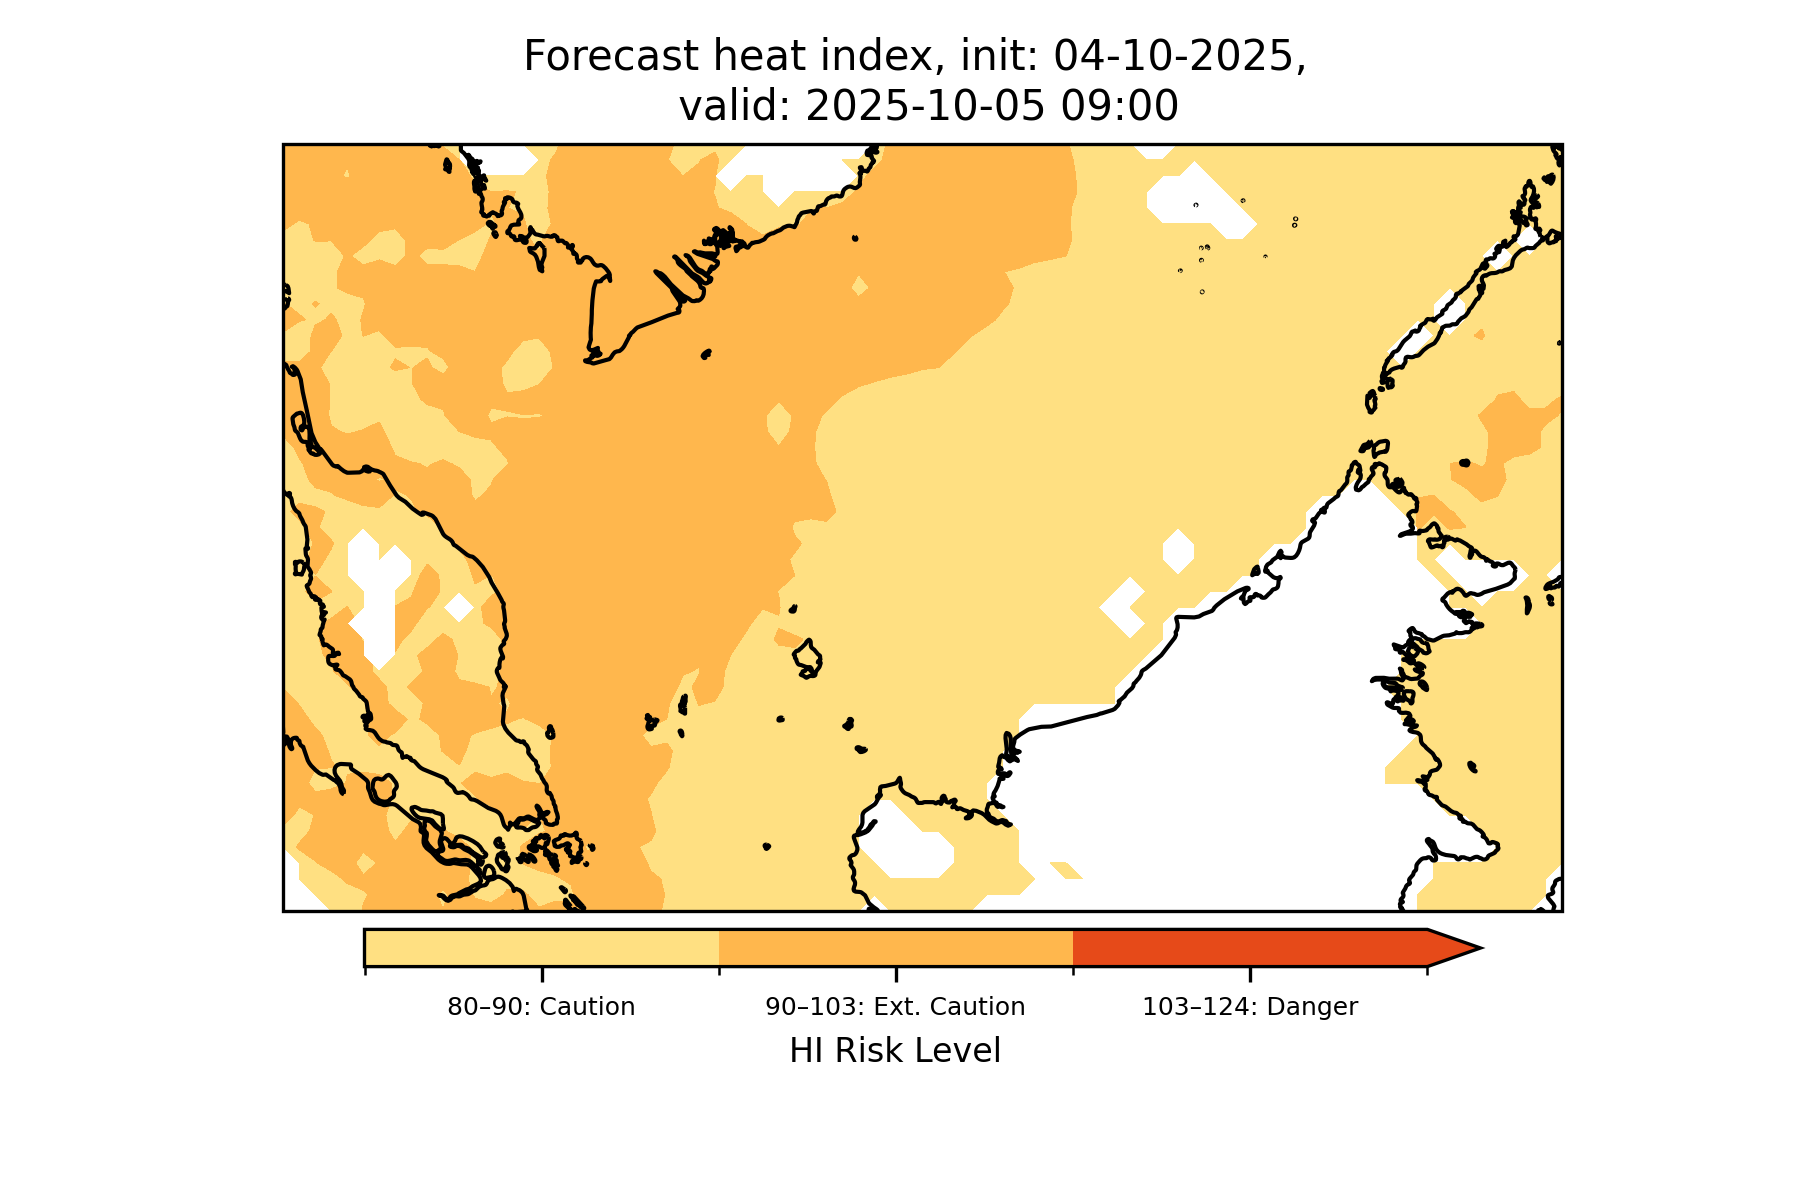 Forecast heat index, init: 04-10-2025,
valid: 2025-10-05 09:00
80–90: Caution
90–103: Ext. Caution
103–124: Danger
HI Risk Level